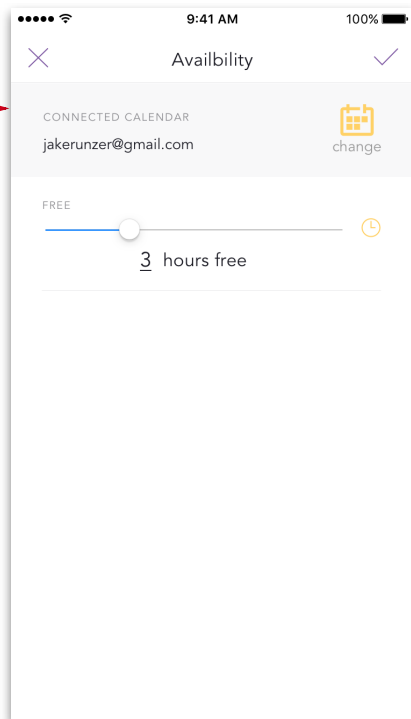 9:41 AM
100%
Availbility
CONNECTED CALENDAR
jakerunzer@gmail.com
change
FREE
3 hours free